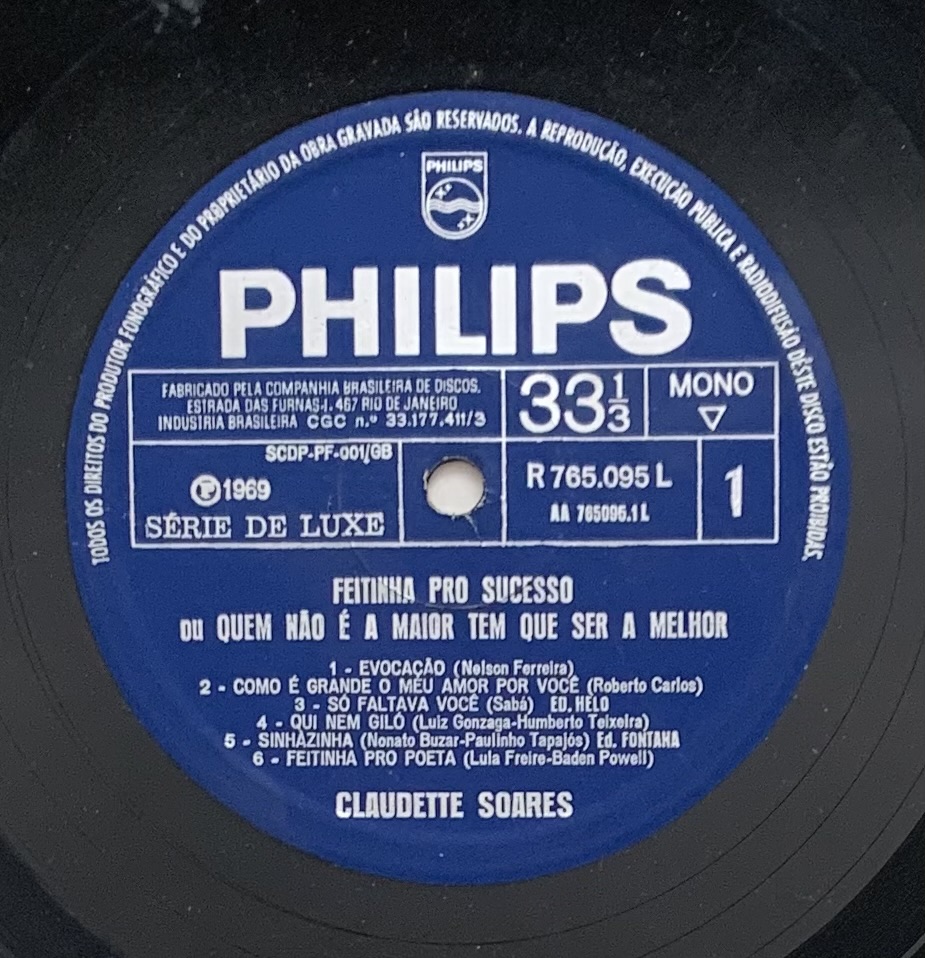 TODOS OS DIREITOS DO PRODUTOR FONOGRÁFICO E DO PROPRIETÁRIO DA OBRA GRAVADA SÃO RESERVADOS. A REPRODUÇÃO, EXECUÇÃO PÚBLICA E RADIODIFUSÃO DÊSTE DISCO ESTÃO PROIBIDAS.
PHILIPS
PHILIPS
FABRICADO PELA COMPANHIA BRASILEIRA DE DISCOS.
ESTRADA DAS FURNAS-1. 467 RIO DE JANEIRO
INDUSTRIA BRASILEIRA CGC n.º 33.177.411/3
33⅓
MONO
SCDP-PF-001/GB
℗ 1969
SÉRIE DE LUXE
R 765.095 L
AA 765095.1L
1
FEITINHA PRO SUCESSO
ou QUEM NÃO É A MAIOR TEM QUE SER A MELHOR
1 - EVOCAÇÃO (Nelson Ferreira)
2 - COMO É GRANDE O MEU AMOR POR VOCÊ (Roberto Carlos)
3 - SÓ FALTAVA VOCÊ (Sabá) ED. HELO
4 - QUI NEM GILÓ (Luiz Gonzaga-Humberto Teixeira)
5 - SINHÀZINHA (Nonato Buzar-Paulinho Tapajós) Ed. FONTANA
6 - FEITINHA PRO POETA (Lula Freire-Baden Powell)
CLAUDETTE SOARES